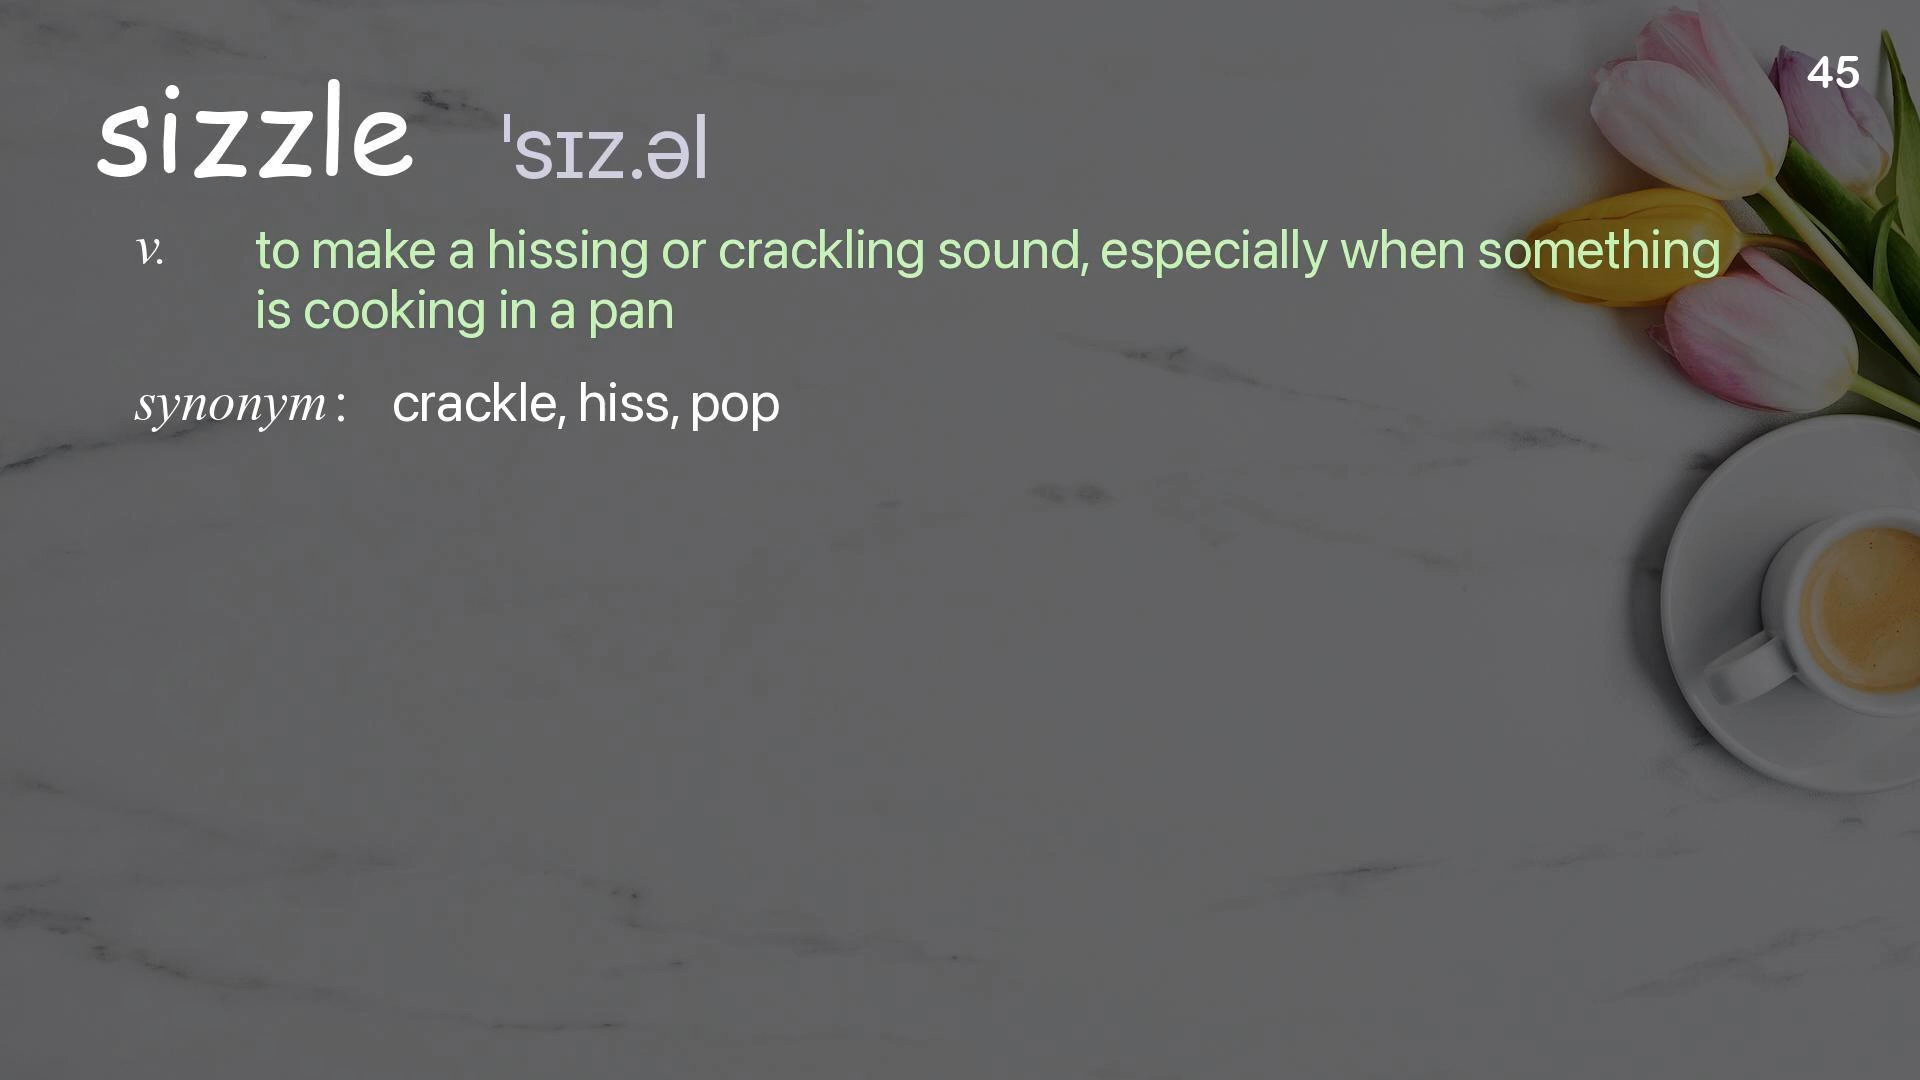 45
sizzle ˈsɪz.əl
v. to make a hissing or crackling sound, especially when something
is cooking in a pan
synonym: crackle, hiss, pop